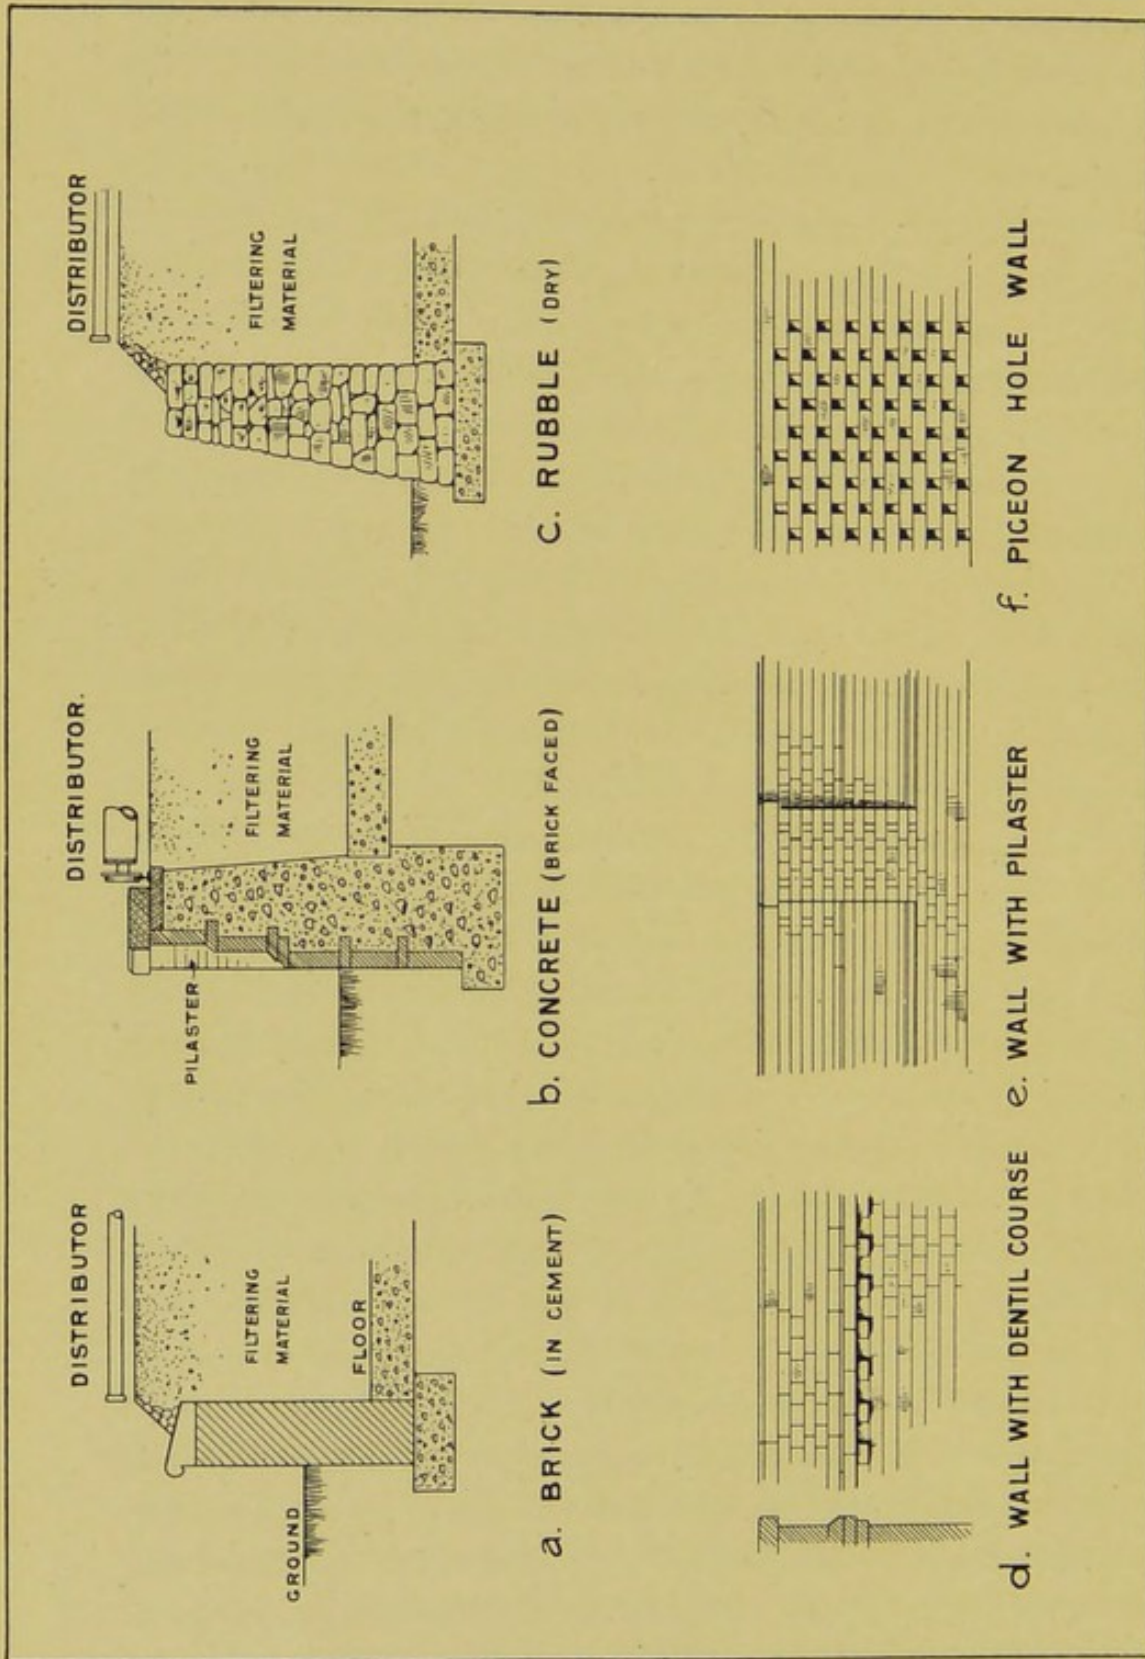 DISTRIBUTOR
FILTERING
MATERIAL
FLOOR
GROUND
a. BRICK (IN CEMENT)
DISTRIBUTOR.
PILASTER
FILTERING
MATERIAL
b. CONCRETE (BRICK FACED)
DISTRIBUTOR
FILTERING
MATERIAL
c. RUBBLE (DRY)
d. WALL WITH DENTIL COURSE
e. WALL WITH PILASTER
f. PIGEON HOLE WALL